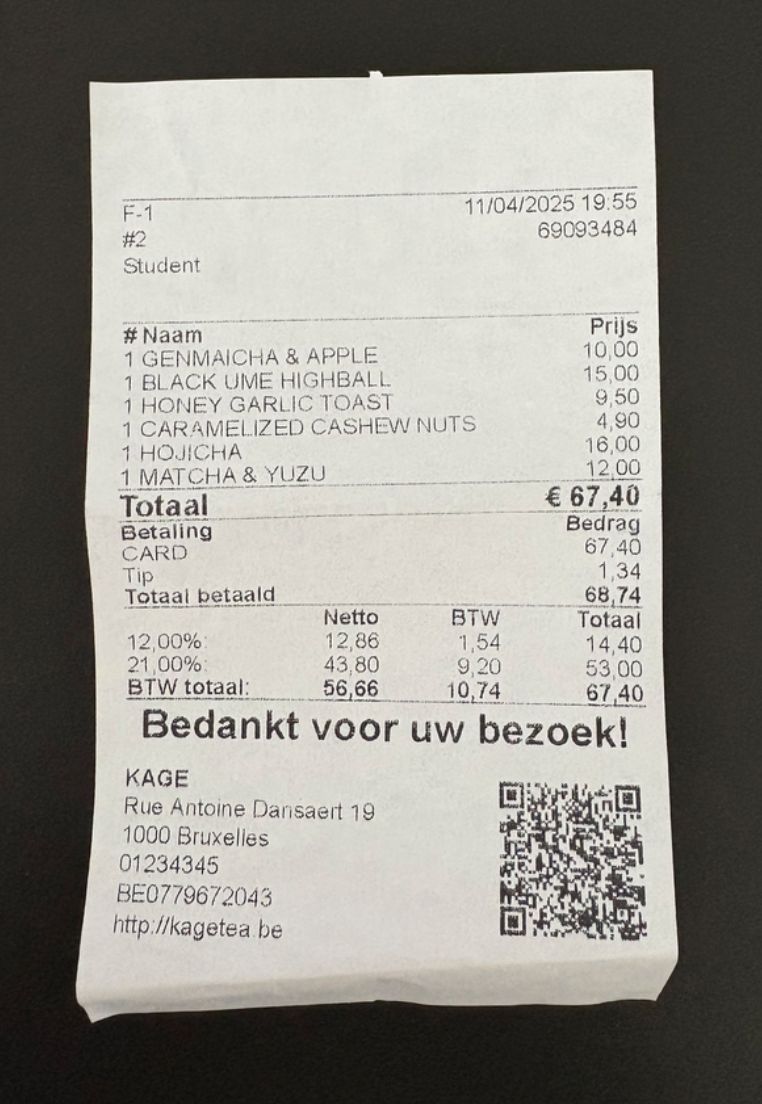 F-1 11/04/2025 19:55
#2 69093484
Student
# Naam Prijs
1 GENMAICHA & APPLE 10,00
1 BLACK UME HIGHBALL 15,00
1 HONEY GARLIC TOAST 9,50
1 CARAMELIZED CASHEW NUTS 4,90
1 HOJICHA 16,00
1 MATCHA & YUZU 12,00
Totaal € 67,40
Betaling Bedrag
CARD 67,40
Tip 1,34
Totaal betaald 68,74
Netto BTW Totaal
12,00%: 12,86 1,54 14,40
21,00%: 43,80 9,20 53,00
BTW totaal: 56,66 10,74 67,40
Bedankt voor uw bezoek!
KAGE
Rue Antoine Dansaert 19
1000 Bruxelles
01234345
BE0779672043
http://kagetea.be